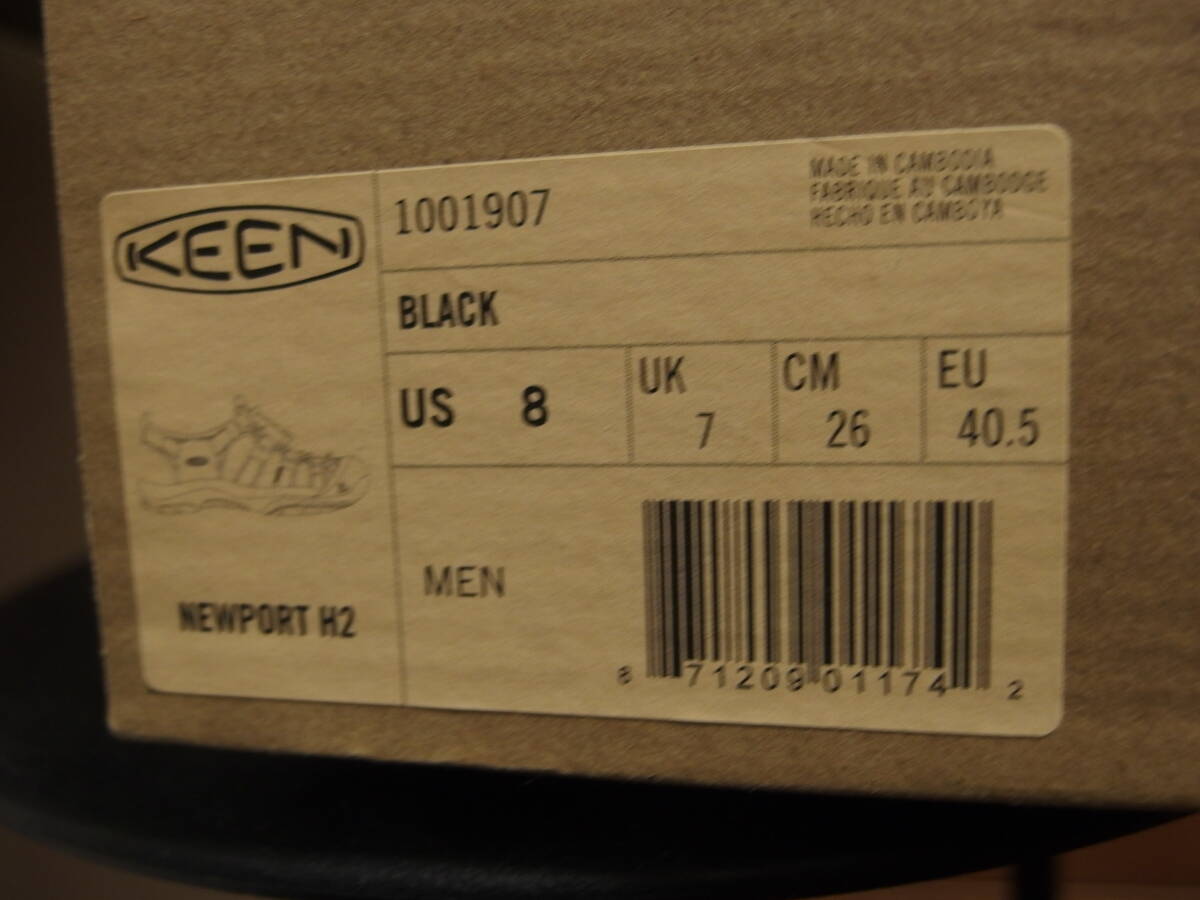 KEEN
1001907
MADE IN CAMBODIA
FABRIQUE AU CAMBODGE
HECHO EN CAMBOYA
BLACK
US 8
UK 7
CM 26
EU 40.5
NEWPORT H2
MEN
8 71209 01174 2